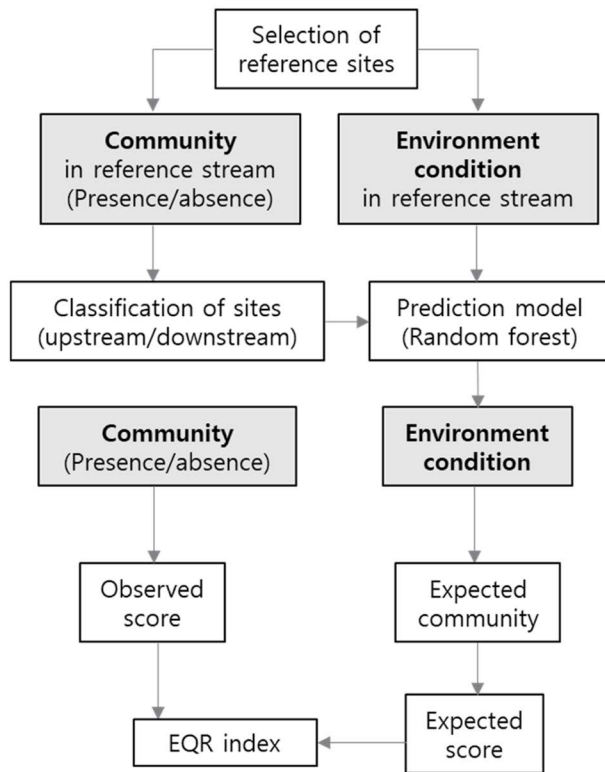 Selection of
reference sites
Community
in reference stream
(Presence/absence)
Environment
condition
in reference stream
Classification of sites
(upstream/downstream)
Prediction model
(Random forest)
Community
(Presence/absence)
Environment
condition
Observed
score
Expected
community
EQR index
Expected
score